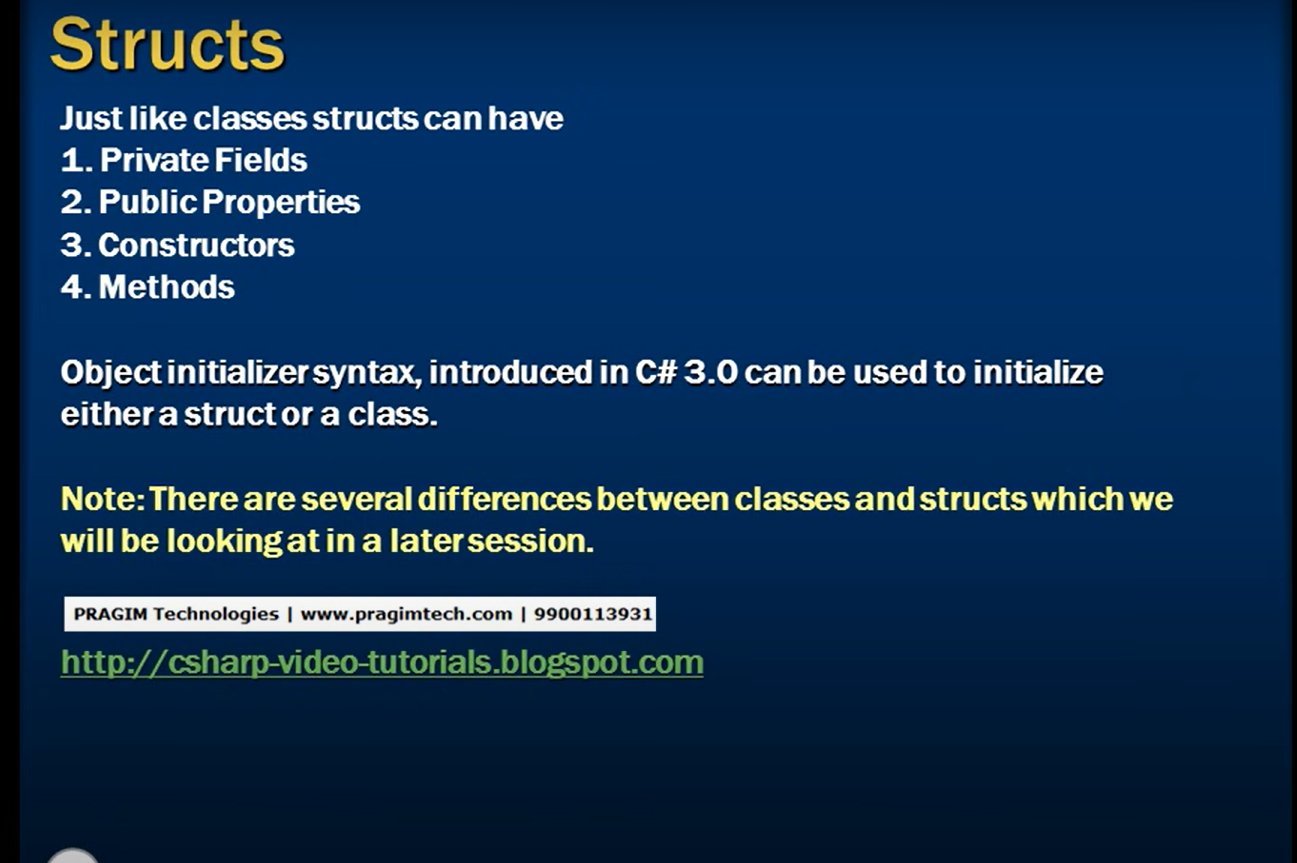 Structs
Just like classes structs can have
1. Private Fields
2. Public Properties
3. Constructors
4. Methods
Object initializer syntax, introduced in C# 3.0 can be used to initialize
either a struct or a class.
Note: There are several differences between classes and structs which we
will be looking at in a later session.
PRAGIM Technologies | www.pragimtech.com | 9900113931
http://csharp-video-tutorials.blogspot.com